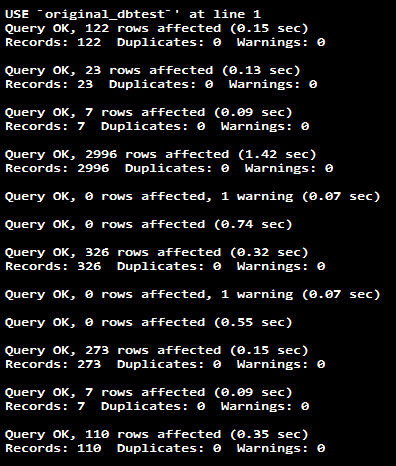 USE `original_dbtest`' at line 1
Query OK, 122 rows affected (0.15 sec)
Records: 122  Duplicates: 0  Warnings: 0
Query OK, 23 rows affected (0.13 sec)
Records: 23  Duplicates: 0  Warnings: 0
Query OK, 7 rows affected (0.09 sec)
Records: 7  Duplicates: 0  Warnings: 0
Query OK, 2996 rows affected (1.42 sec)
Records: 2996  Duplicates: 0  Warnings: 0
Query OK, 0 rows affected, 1 warning (0.07 sec)
Query OK, 0 rows affected (0.74 sec)
Query OK, 326 rows affected (0.32 sec)
Records: 326  Duplicates: 0  Warnings: 0
Query OK, 0 rows affected, 1 warning (0.07 sec)
Query OK, 0 rows affected (0.55 sec)
Query OK, 273 rows affected (0.15 sec)
Records: 273  Duplicates: 0  Warnings: 0
Query OK, 7 rows affected (0.09 sec)
Records: 7  Duplicates: 0  Warnings: 0
Query OK, 110 rows affected (0.35 sec)
Records: 110  Duplicates: 0  Warnings: 0